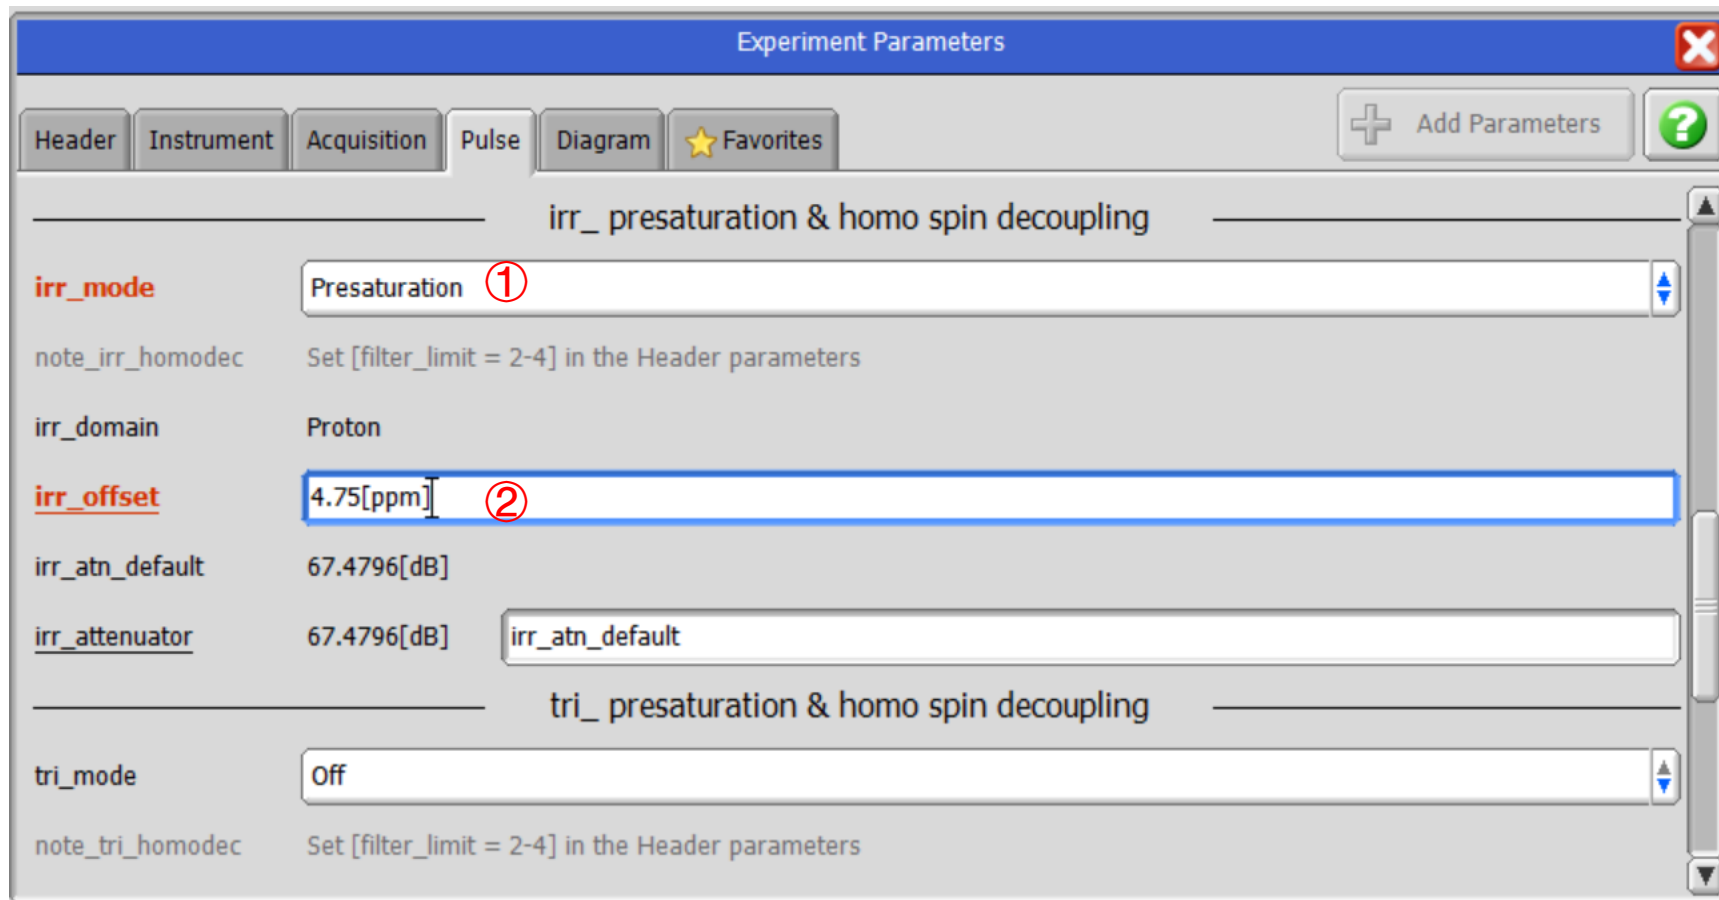 Experiment Parameters
Header Instrument Acquisition Pulse Diagram Favorites Add Parameters ?
irr_ presaturation & homo spin decoupling
irr_mode Presaturation ①
note_irr_homodec Set [filter_limit = 2-4] in the Header parameters
irr_domain Proton
irr_offset 4.75[ppm] ②
irr_atn_default 67.4796[dB]
irr_attenuator 67.4796[dB] irr_atn_default
tri_ presaturation & homo spin decoupling
tri_mode Off
note_tri_homodec Set [filter_limit = 2-4] in the Header parameters